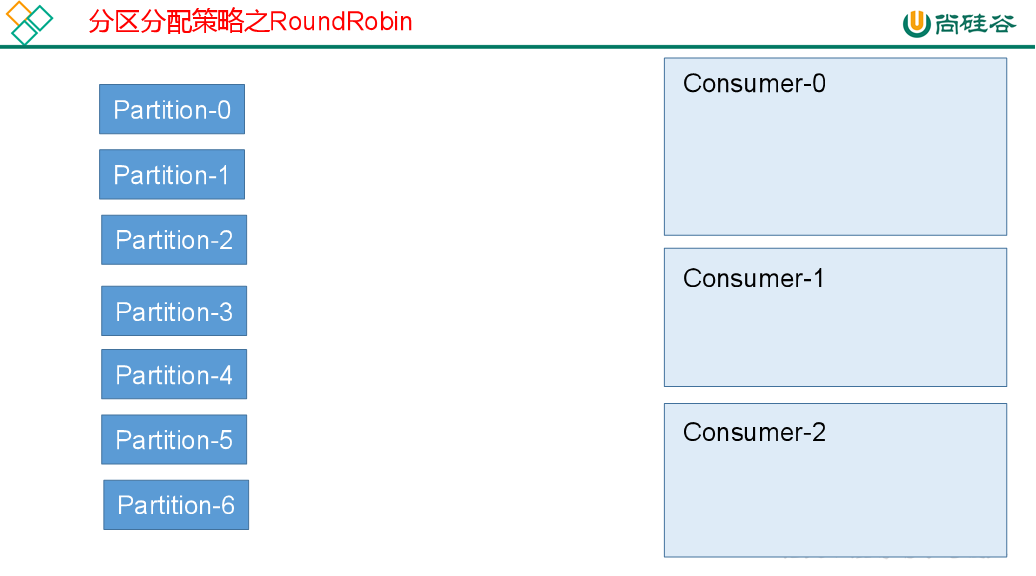 分区分配策略之RoundRobin
尚硅谷
Partition-0
Partition-1
Partition-2
Partition-3
Partition-4
Partition-5
Partition-6
Consumer-0
Consumer-1
Consumer-2